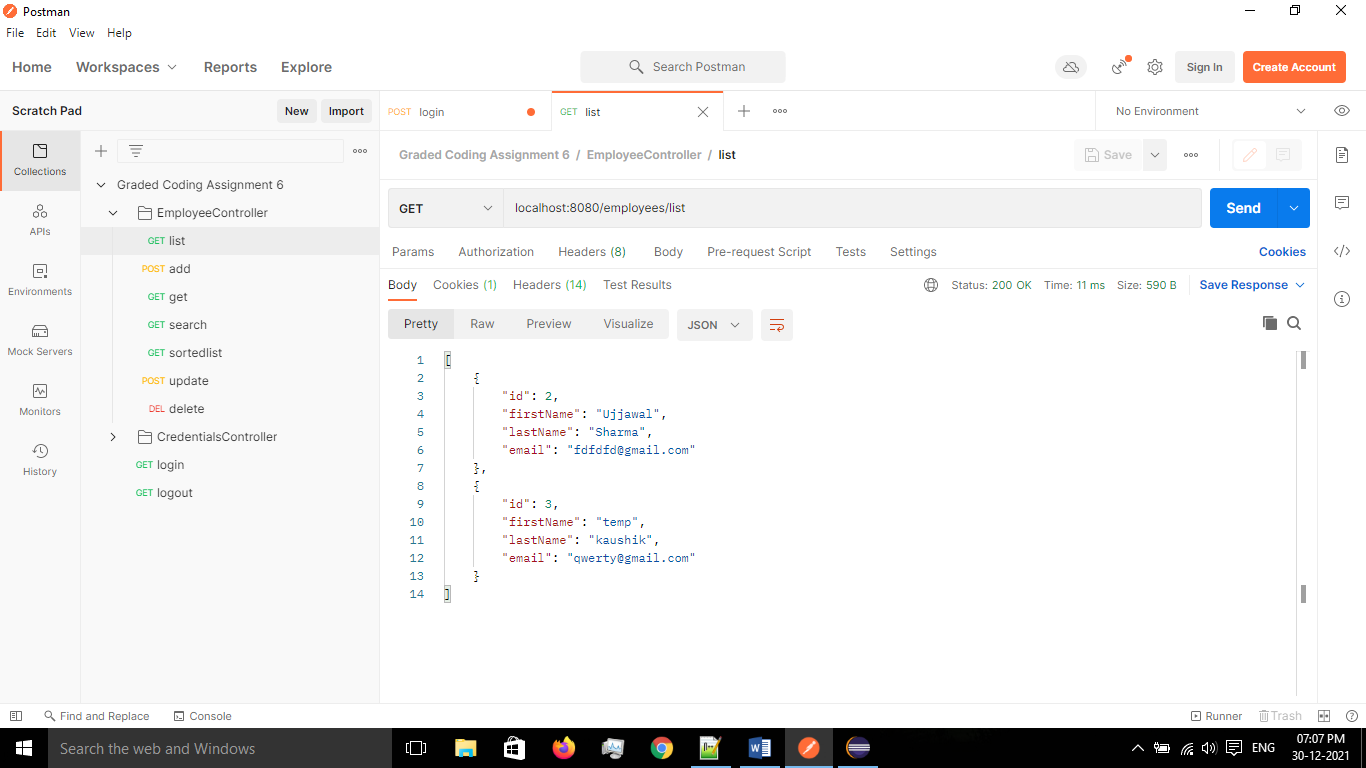 Postman
File Edit View Help
Home Workspaces Reports Explore Search Postman Sign In Create Account
Scratch Pad New Import
POST login GET list No Environment
Collections
APIs
Environments
Mock Servers
Monitors
History
Graded Coding Assignment 6
EmployeeController
GET list
POST add
GET get
GET search
GET sortedlist
POST update
DEL delete
CredentialsController
GET login
GET logout
Graded Coding Assignment 6 / EmployeeController / list Save
GET localhost:8080/employees/list Send
Params Authorization Headers (8) Body Pre-request Script Tests Settings Cookies
Body Cookies (1) Headers (14) Test Results Status: 200 OK Time: 11 ms Size: 590 B Save Response
Pretty Raw Preview Visualize JSON
1 [
2 {
3 "id": 2,
4 "firstName": "Ujjawal",
5 "lastName": "Sharma",
6 "email": "fdfdfd@gmail.com"
7 },
8 {
9 "id": 3,
10 "firstName": "temp",
11 "lastName": "kaushik",
12 "email": "qwerty@gmail.com"
13 }
14 ]
Find and Replace Console Runner Trash
Search the web and Windows ENG 07:07 PM
30-12-2021